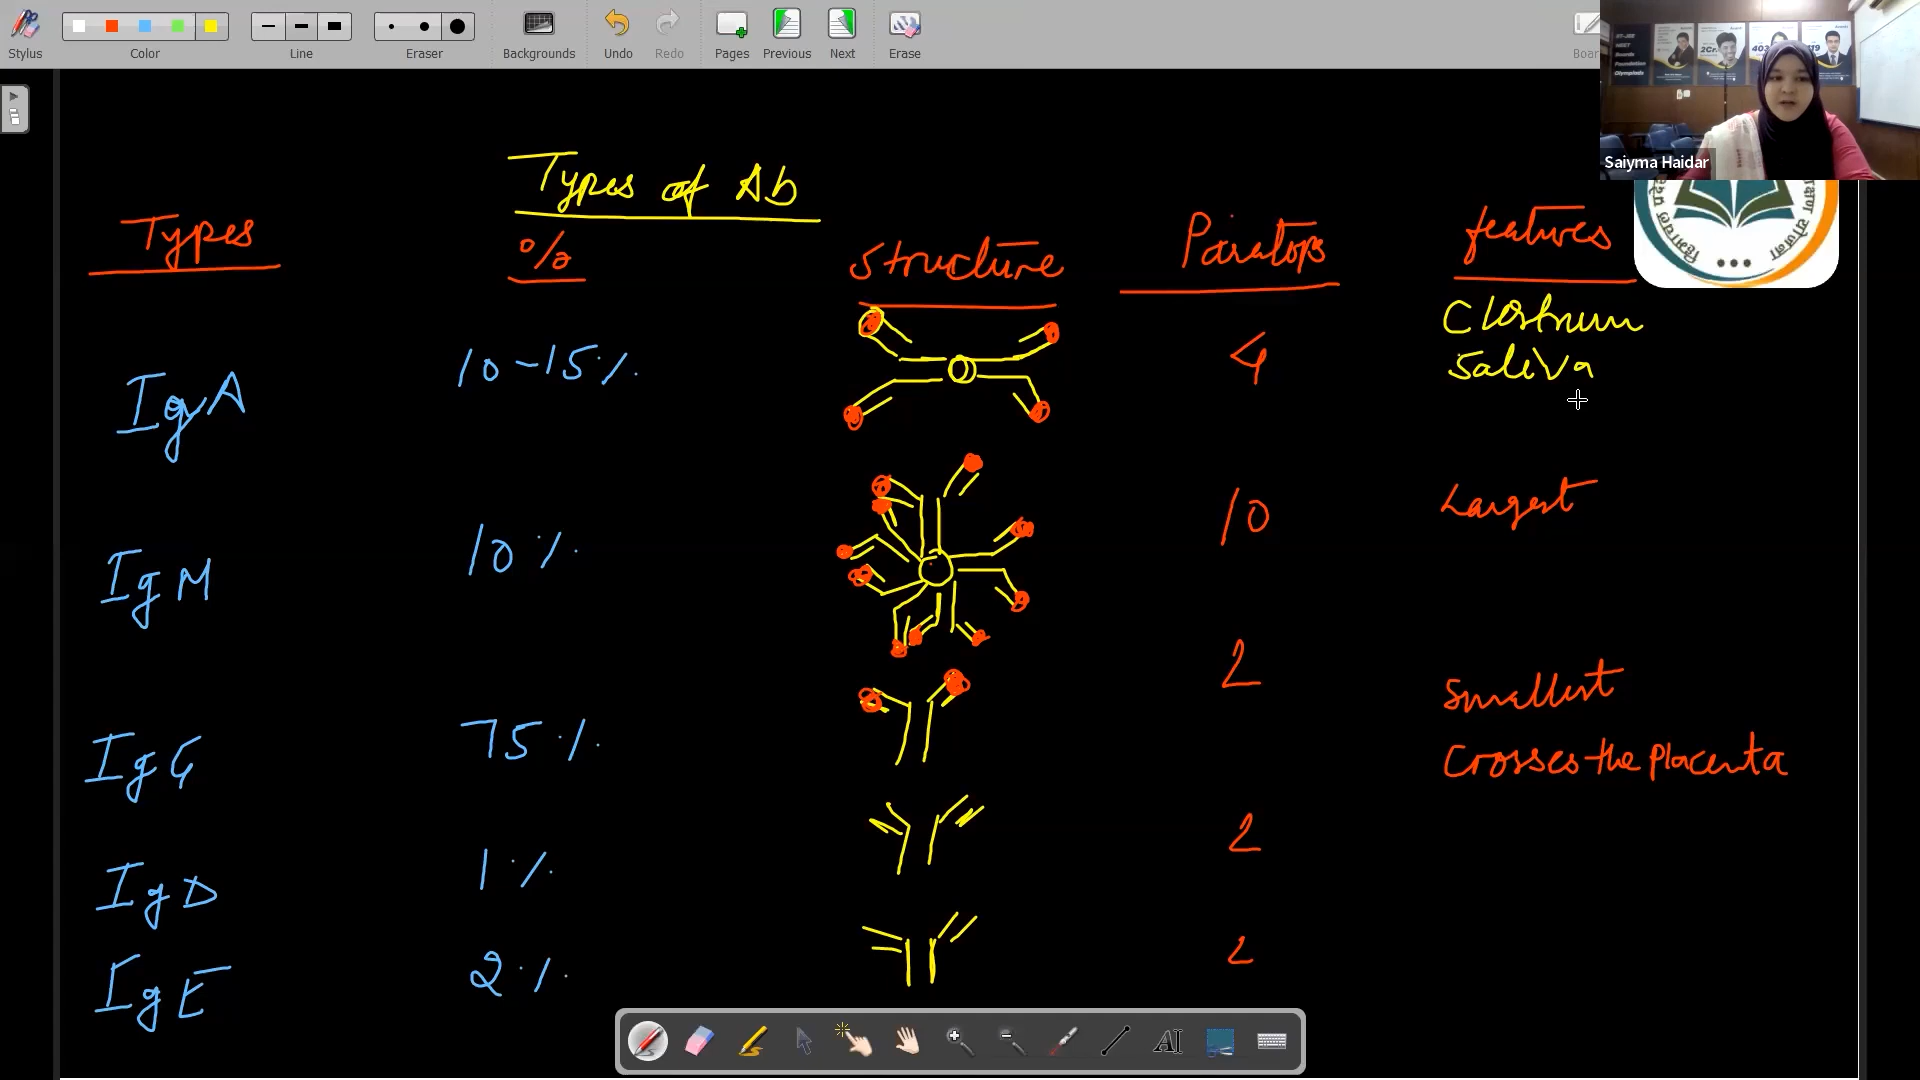 Stylus
Color
Line
Eraser
Backgrounds
Undo
Redo
Pages
Previous
Next
Erase
Saiyma Haidar
Types of Ab
Types % Structure Paratops features
IgA 10-15% 4 Clostrum
Saliva
IgM 10% 10 Largest
IgG 75% 2 Smallest
Crosses the Placenta
IgD 1% 2
IgE 2% 2